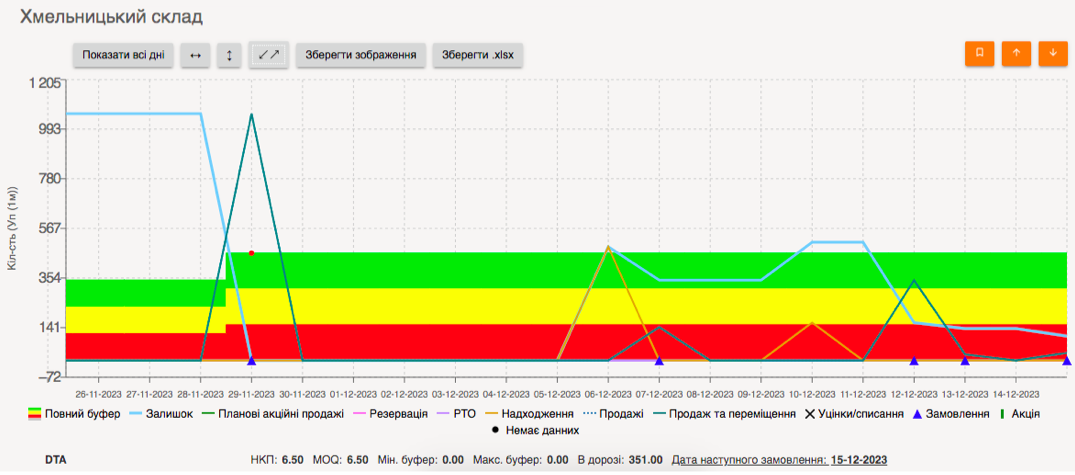 Хмельницький склад
Показати всі дні ↔ ↕ ⤢ Зберегти зображення Зберегти .xlsx
1 205
993
780
567
354
141
−72
Кіл-сть (Уп (1м))
26-11-2023 27-11-2023 28-11-2023 29-11-2023 30-11-2023 01-12-2023 02-12-2023 03-12-2023 04-12-2023 05-12-2023 06-12-2023 07-12-2023 08-12-2023 09-12-2023 10-12-2023 11-12-2023 12-12-2023 13-12-2023 14-12-2023
Повний буфер Залишок Планові акційні продажі Резервація РТО Надходження Продажі Продаж та переміщення Уцінки/списання Замовлення Акція
Немає данних
DTA НКП: 6.50 MOQ: 6.50 Мін. буфер: 0.00 Макс. буфер: 0.00 В дорозі: 351.00 Дата наступного замовлення: 15-12-2023